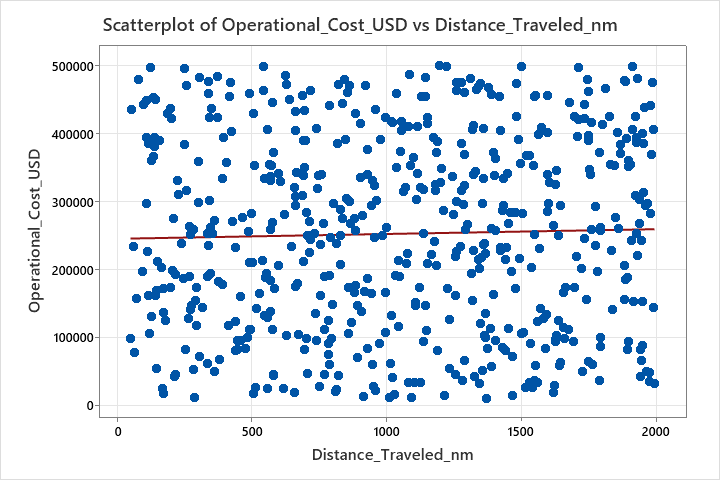 Scatterplot of Operational_Cost_USD vs Distance_Traveled_nm
500000
400000
300000
200000
100000
0
Operational_Cost_USD
0 500 1000 1500 2000
Distance_Traveled_nm